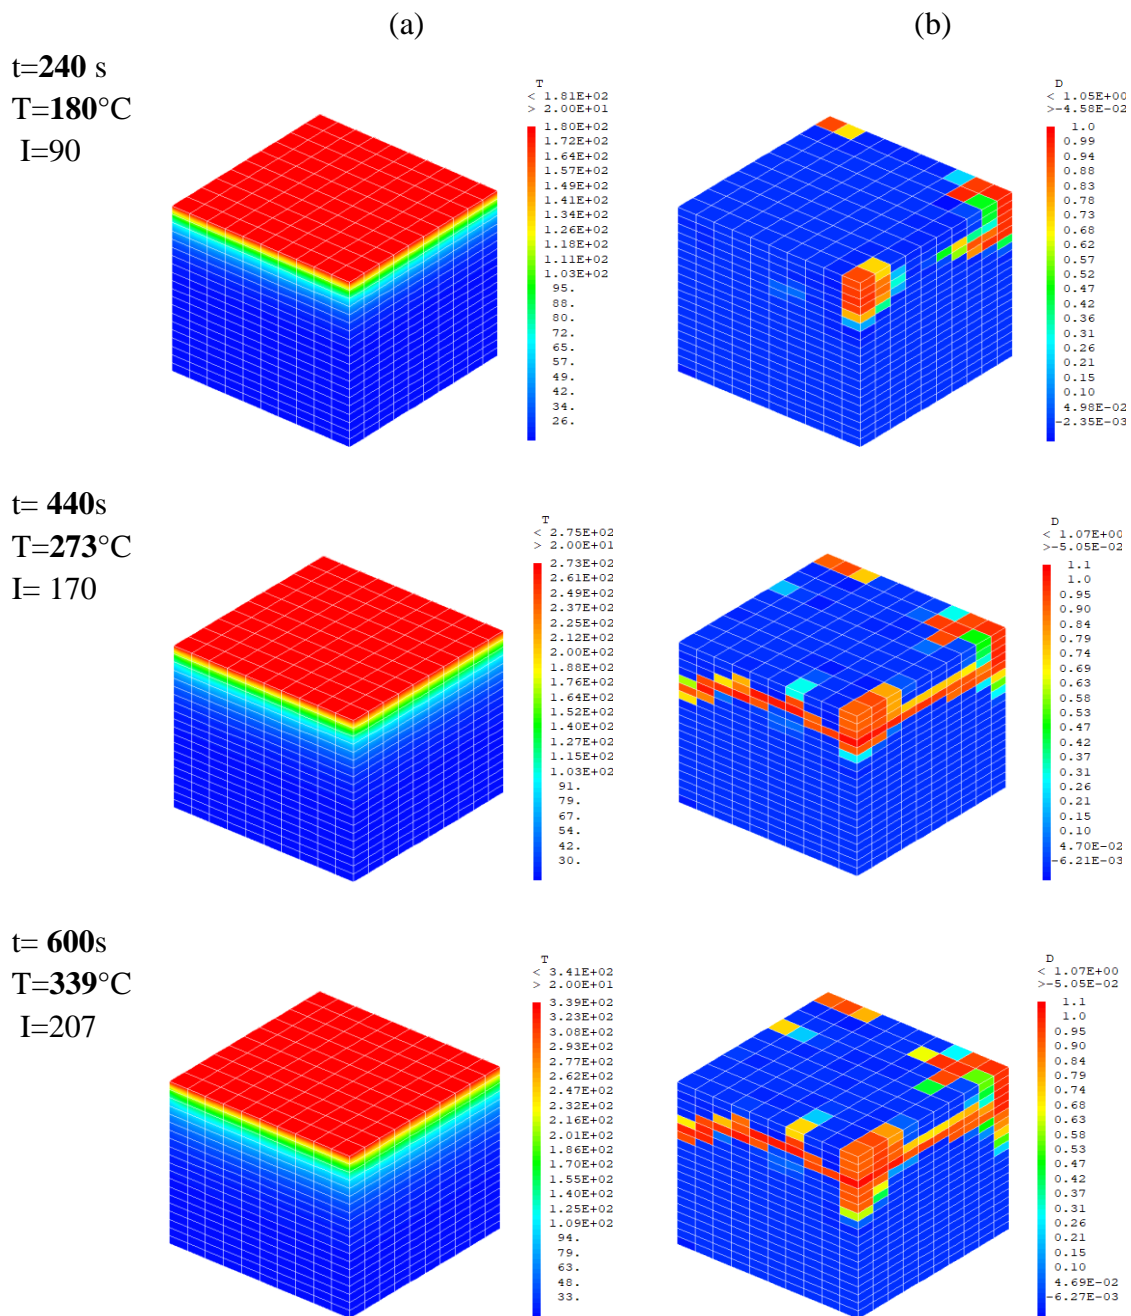 (a)
(b)
t=240 s
T=180°C
I=90
T
< 1.81E+02
> 2.00E+01
1.80E+02
1.72E+02
1.64E+02
1.57E+02
1.49E+02
1.41E+02
1.34E+02
1.26E+02
1.18E+02
1.11E+02
1.03E+02
95.
88.
80.
72.
65.
57.
49.
42.
34.
26.
D
< 1.05E+00
>-4.58E-02
1.0
0.99
0.94
0.88
0.83
0.78
0.73
0.68
0.62
0.57
0.52
0.47
0.42
0.36
0.31
0.26
0.21
0.15
0.10
4.98E-02
-2.35E-03
t= 440s
T=273°C
I= 170
T
< 2.75E+02
> 2.00E+01
2.73E+02
2.61E+02
2.49E+02
2.37E+02
2.25E+02
2.12E+02
2.00E+02
1.88E+02
1.76E+02
1.64E+02
1.52E+02
1.40E+02
1.27E+02
1.15E+02
1.03E+02
91.
79.
67.
54.
42.
30.
D
< 1.07E+00
>-5.05E-02
1.1
1.0
0.95
0.90
0.84
0.79
0.74
0.69
0.63
0.58
0.53
0.47
0.42
0.37
0.31
0.26
0.21
0.15
0.10
4.70E-02
-6.21E-03
t= 600s
T=339°C
I=207
T
< 3.41E+02
> 2.00E+01
3.39E+02
3.23E+02
3.08E+02
2.93E+02
2.77E+02
2.62E+02
2.47E+02
2.32E+02
2.16E+02
2.01E+02
1.86E+02
1.70E+02
1.55E+02
1.40E+02
1.25E+02
1.09E+02
94.
79.
63.
48.
33.
D
< 1.07E+00
>-5.05E-02
1.1
1.0
0.95
0.90
0.84
0.79
0.74
0.68
0.63
0.58
0.53
0.47
0.42
0.37
0.31
0.26
0.21
0.15
0.10
4.69E-02
-6.27E-03